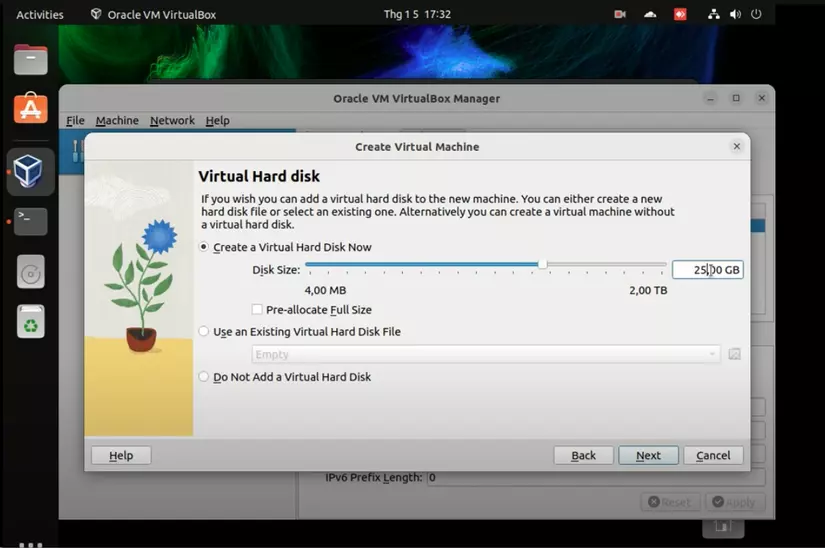 Activities
Oracle VM VirtualBox
Thg 1 5 17:32
Oracle VM VirtualBox Manager
File Machine Network Help
Create Virtual Machine
Virtual Hard disk
If you wish you can add a virtual hard disk to the new machine. You can either create a new
hard disk file or select an existing one. Alternatively you can create a virtual machine without
a virtual hard disk.
Create a Virtual Hard Disk Now
Disk Size:
25,00 GB
4,00 MB
2,00 TB
Pre-allocate Full Size
Use an Existing Virtual Hard Disk File
Empty
Do Not Add a Virtual Hard Disk
Help
Back
Next
Cancel
IPv6 Prefix Length: 0
Reset
Apply